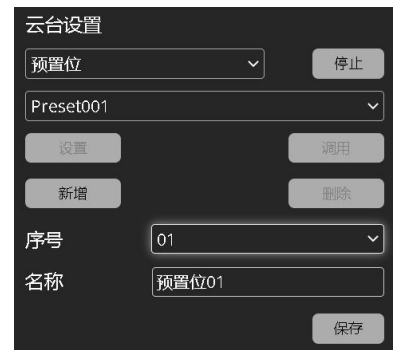 云台设置
预置位 停止
Preset001
设置 调用
新增 删除
序号 01
名称 预置位01
保存